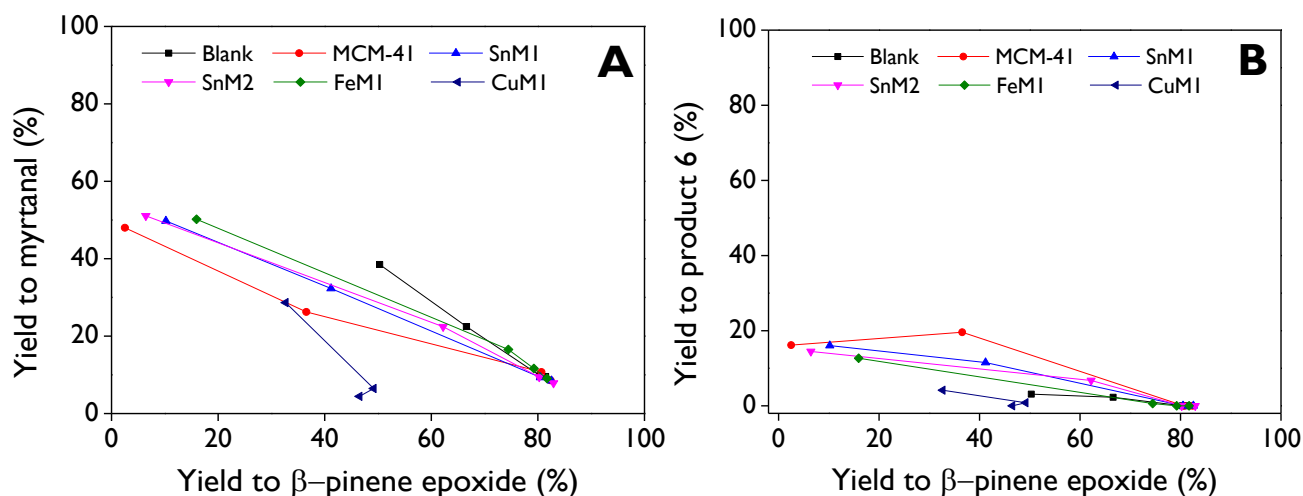 100
80
60
40
20
0
Yield to myrtanal (%)
Blank MCM-41 SnM1
SnM2 FeM1 CuM1
A
0 20 40 60 80 100
Yield to β–pinene epoxide (%)
100
80
60
40
20
0
Yield to product 6 (%)
Blank MCM-41 SnM1
SnM2 FeM1 CuM1
B
0 20 40 60 80 100
Yield to β–pinene epoxide (%)